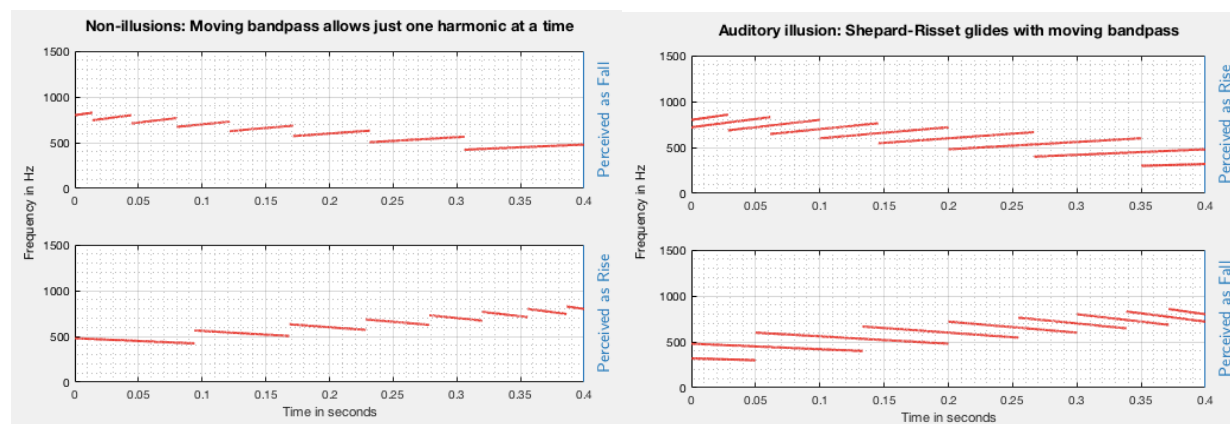 Non-illusions: Moving bandpass allows just one harmonic at a time
1500
1000
500
0
0 0.05 0.1 0.15 0.2 0.25 0.3 0.35 0.4
Perceived as Fall
Frequency in Hz
1500
1000
500
0
0 0.05 0.1 0.15 0.2 0.25 0.3 0.35 0.4
Perceived as Rise
Time in seconds
Auditory illusion: Shepard-Risset glides with moving bandpass
1500
1000
500
0
0 0.05 0.1 0.15 0.2 0.25 0.3 0.35 0.4
Perceived as Rise
Frequency in Hz
1500
1000
500
0
0 0.05 0.1 0.15 0.2 0.25 0.3 0.35 0.4
Perceived as Fall
Time in seconds